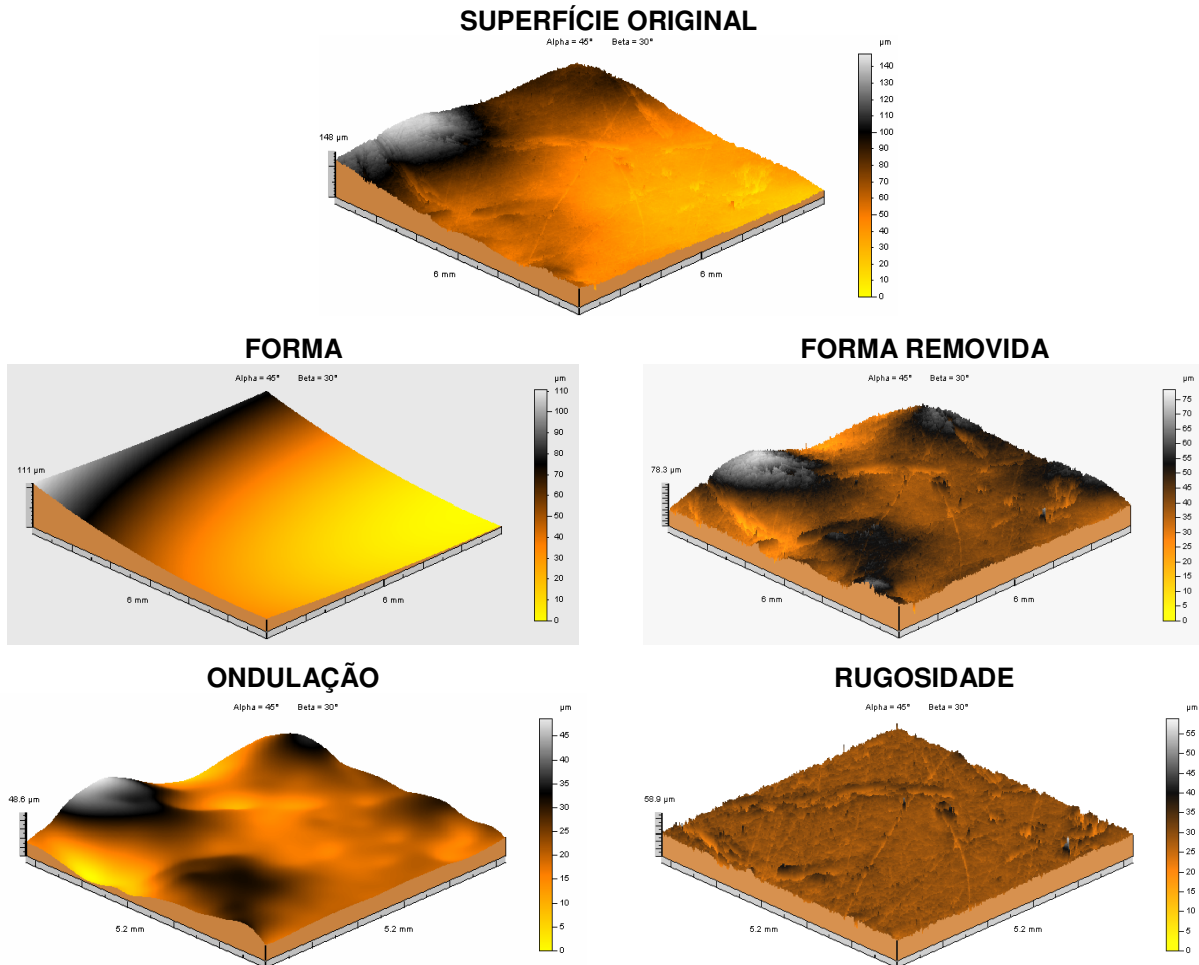 SUPERFÍCIE ORIGINAL
Alpha = 45° Beta = 30°
µm
140
130
120
110
100
90
80
70
60
50
40
30
20
10
0
148 µm
6 mm
6 mm
FORMA
Alpha = 45° Beta = 30°
µm
110
100
90
80
70
60
50
40
30
20
10
0
111 µm
6 mm
6 mm
FORMA REMOVIDA
Alpha = 45° Beta = 30°
µm
75
70
65
60
55
50
45
40
35
30
25
20
15
10
5
0
78.3 µm
6 mm
6 mm
ONDULAÇÃO
Alpha = 45° Beta = 30°
µm
45
40
35
30
25
20
15
10
5
0
48.6 µm
5.2 mm
5.2 mm
RUGOSIDADE
Alpha = 45° Beta = 30°
µm
55
50
45
40
35
30
25
20
15
10
5
0
58.9 µm
5.2 mm
5.2 mm